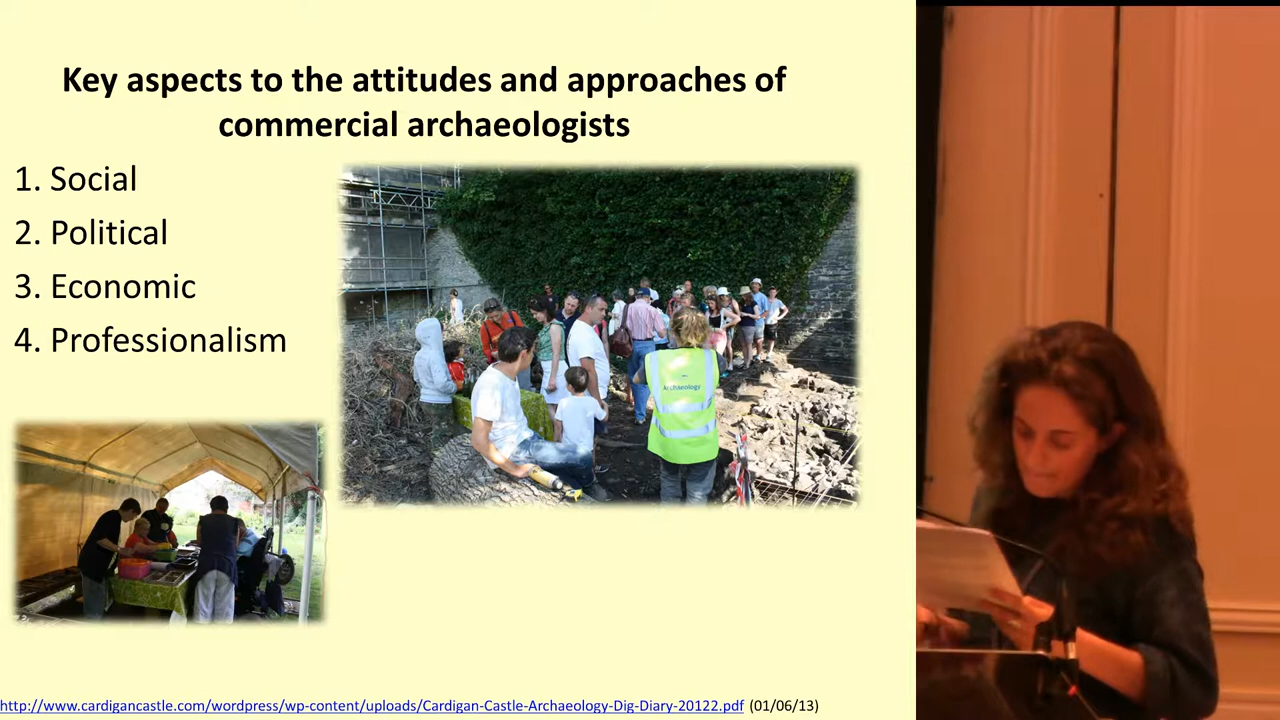 Key aspects to the attitudes and approaches of
commercial archaeologists
1. Social
2. Political
3. Economic
4. Professionalism
Archaeology
http://www.cardigancastle.com/wordpress/wp-content/uploads/Cardigan-Castle-Archaeology-Dig-Diary-20122.pdf (01/06/13)